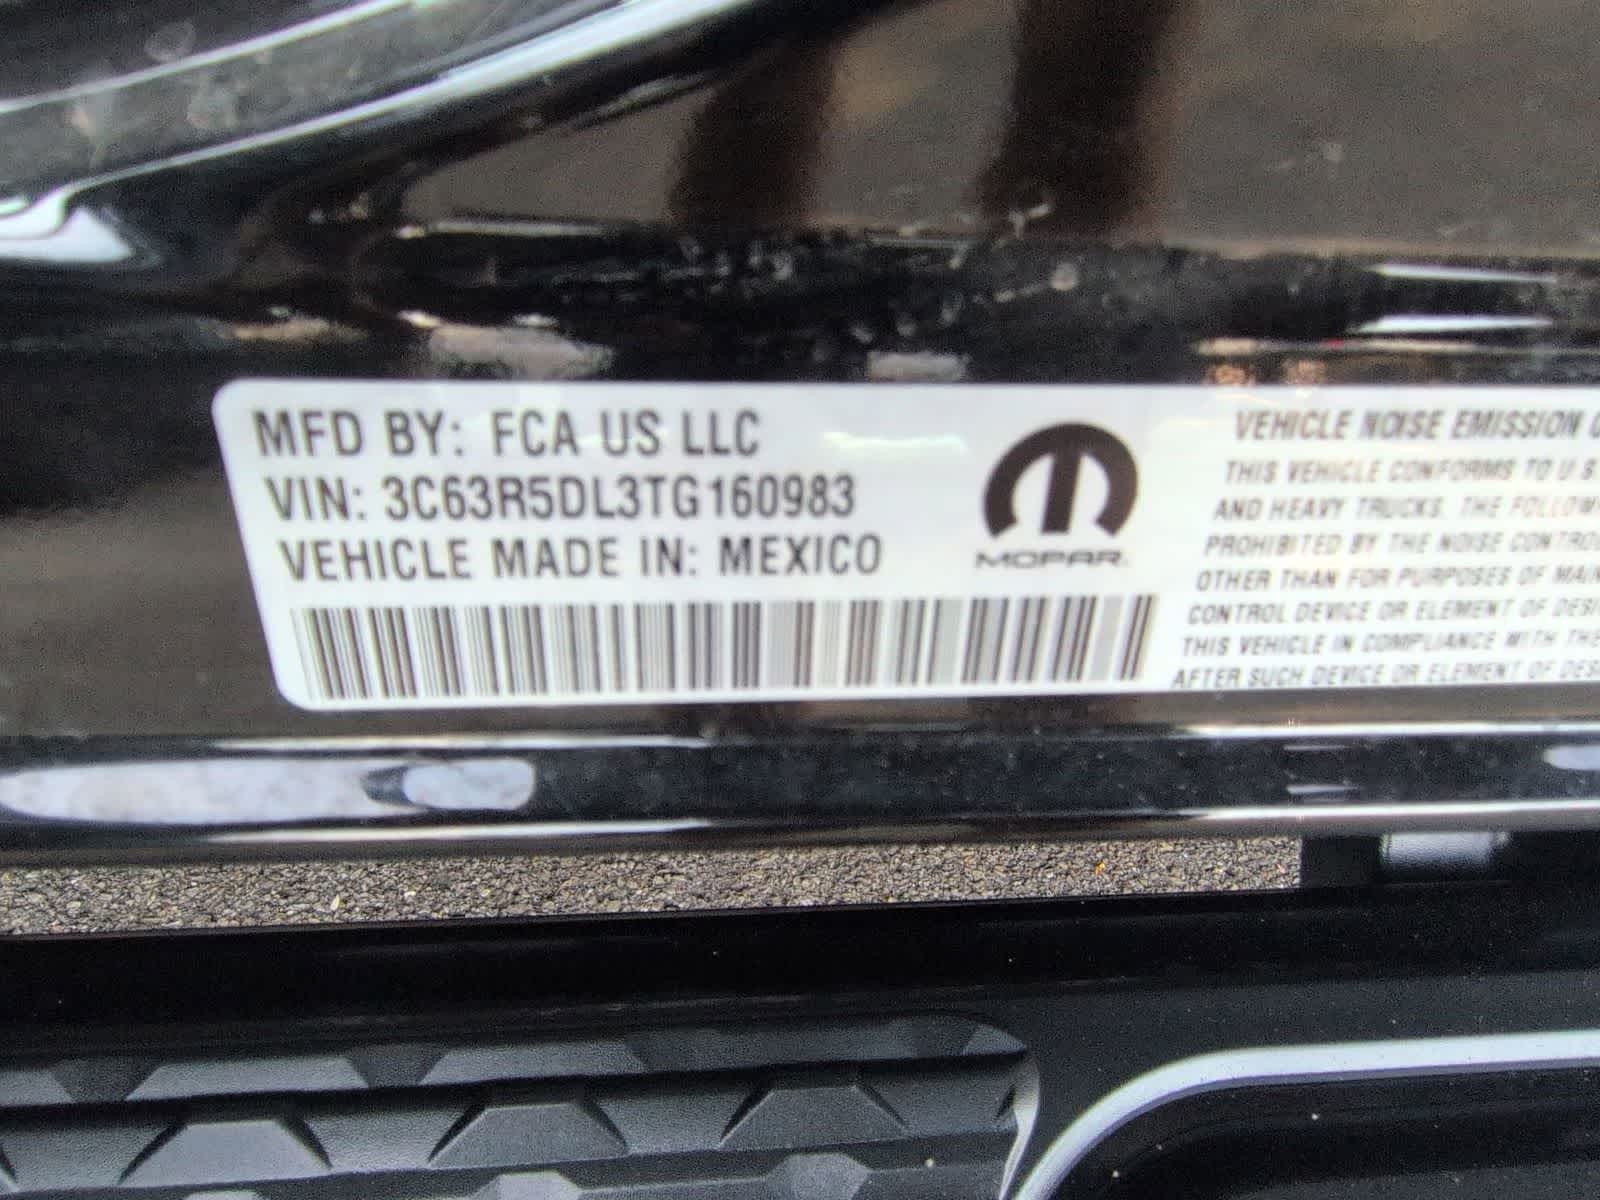 MFD BY: FCA US LLC
VIN: 3C63R5DL3TG160983
VEHICLE MADE IN: MEXICO
MOPAR.
VEHICLE NOISE EMISSION
THIS VEHICLE CONFORMS TO U S
AND HEAVY TRUCKS. THE
PROHIBITED BY THE NOISE
OTHER THAN FOR PURPOSES OF
CONTROL DEVICE OR ELEMENT OF
THIS VEHICLE IN COMPLIANCE WITH
AFTER SUCH DEVICE OR ELEMENT OF